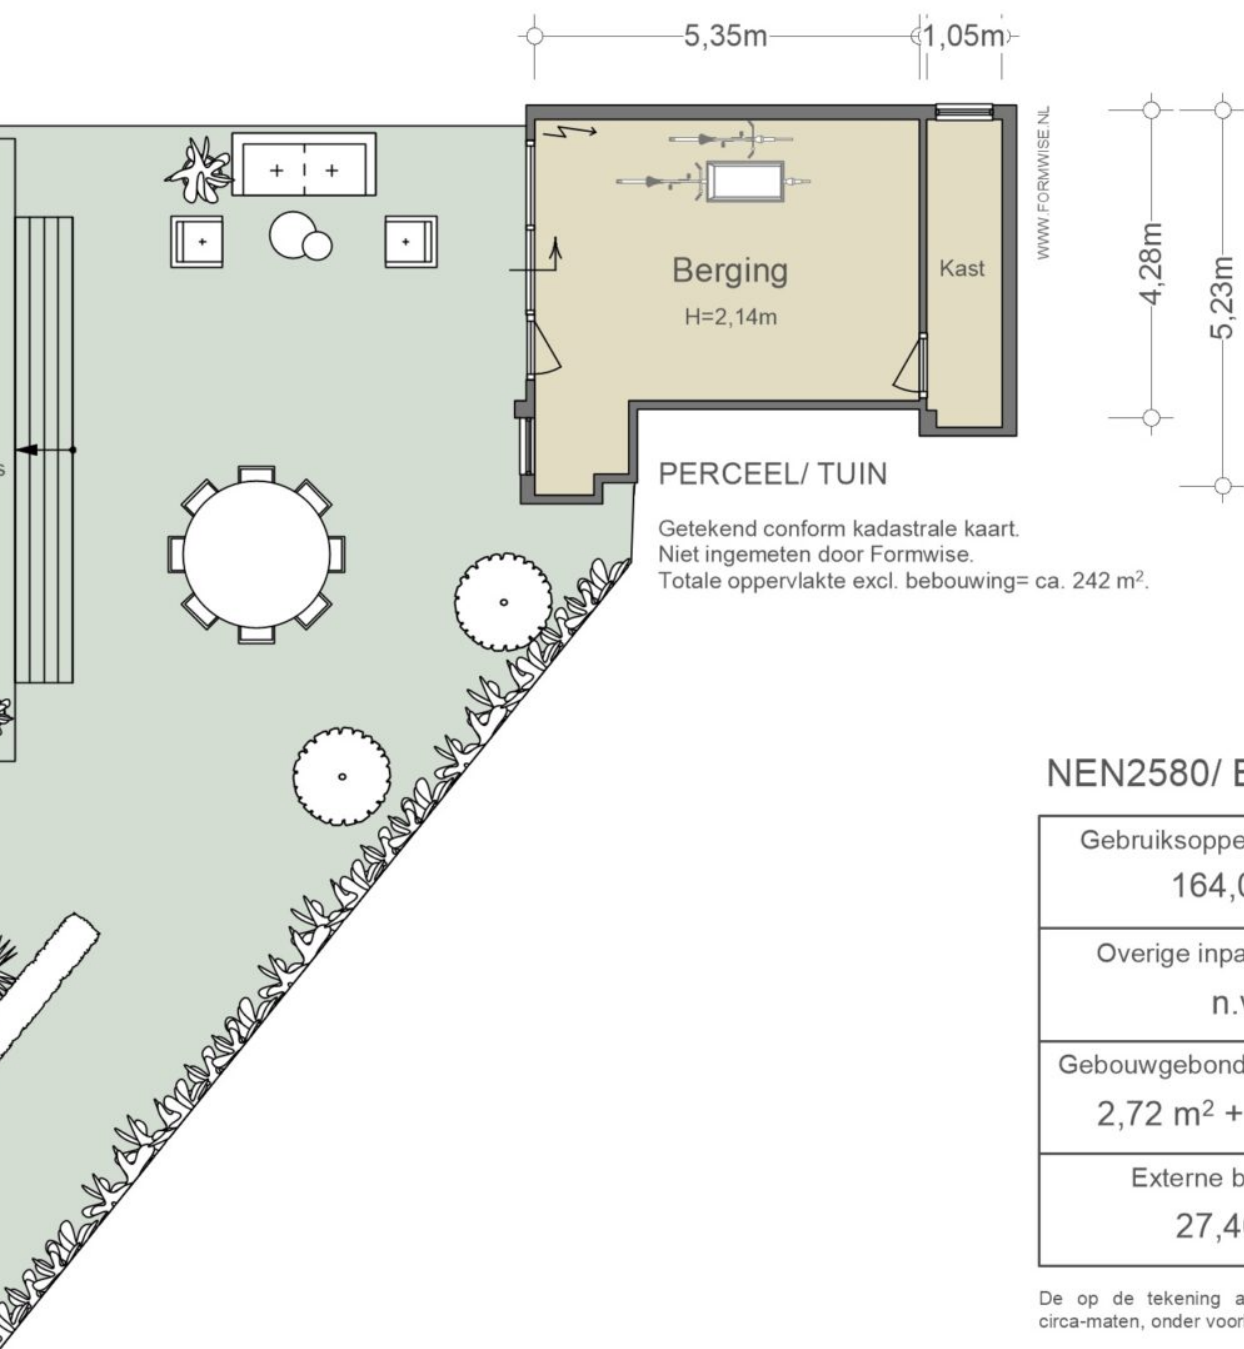 5,35m
1,05m
WWW.FORMWISE.NL
4,28m
5,23m
Berging
H=2,14m
Kast
s
PERCEEL/ TUIN
Getekend conform kadastrale kaart.
Niet ingemeten door Formwise.
Totale oppervlakte excl. bebouwing= ca. 242 m².
NEN2580/
Gebruiksoppe
164,0
Overige inpa
n.v
Gebouwgebond
2,72 m² +
Externe b
27,4
De op de tekening a
circa-maten, onder voor